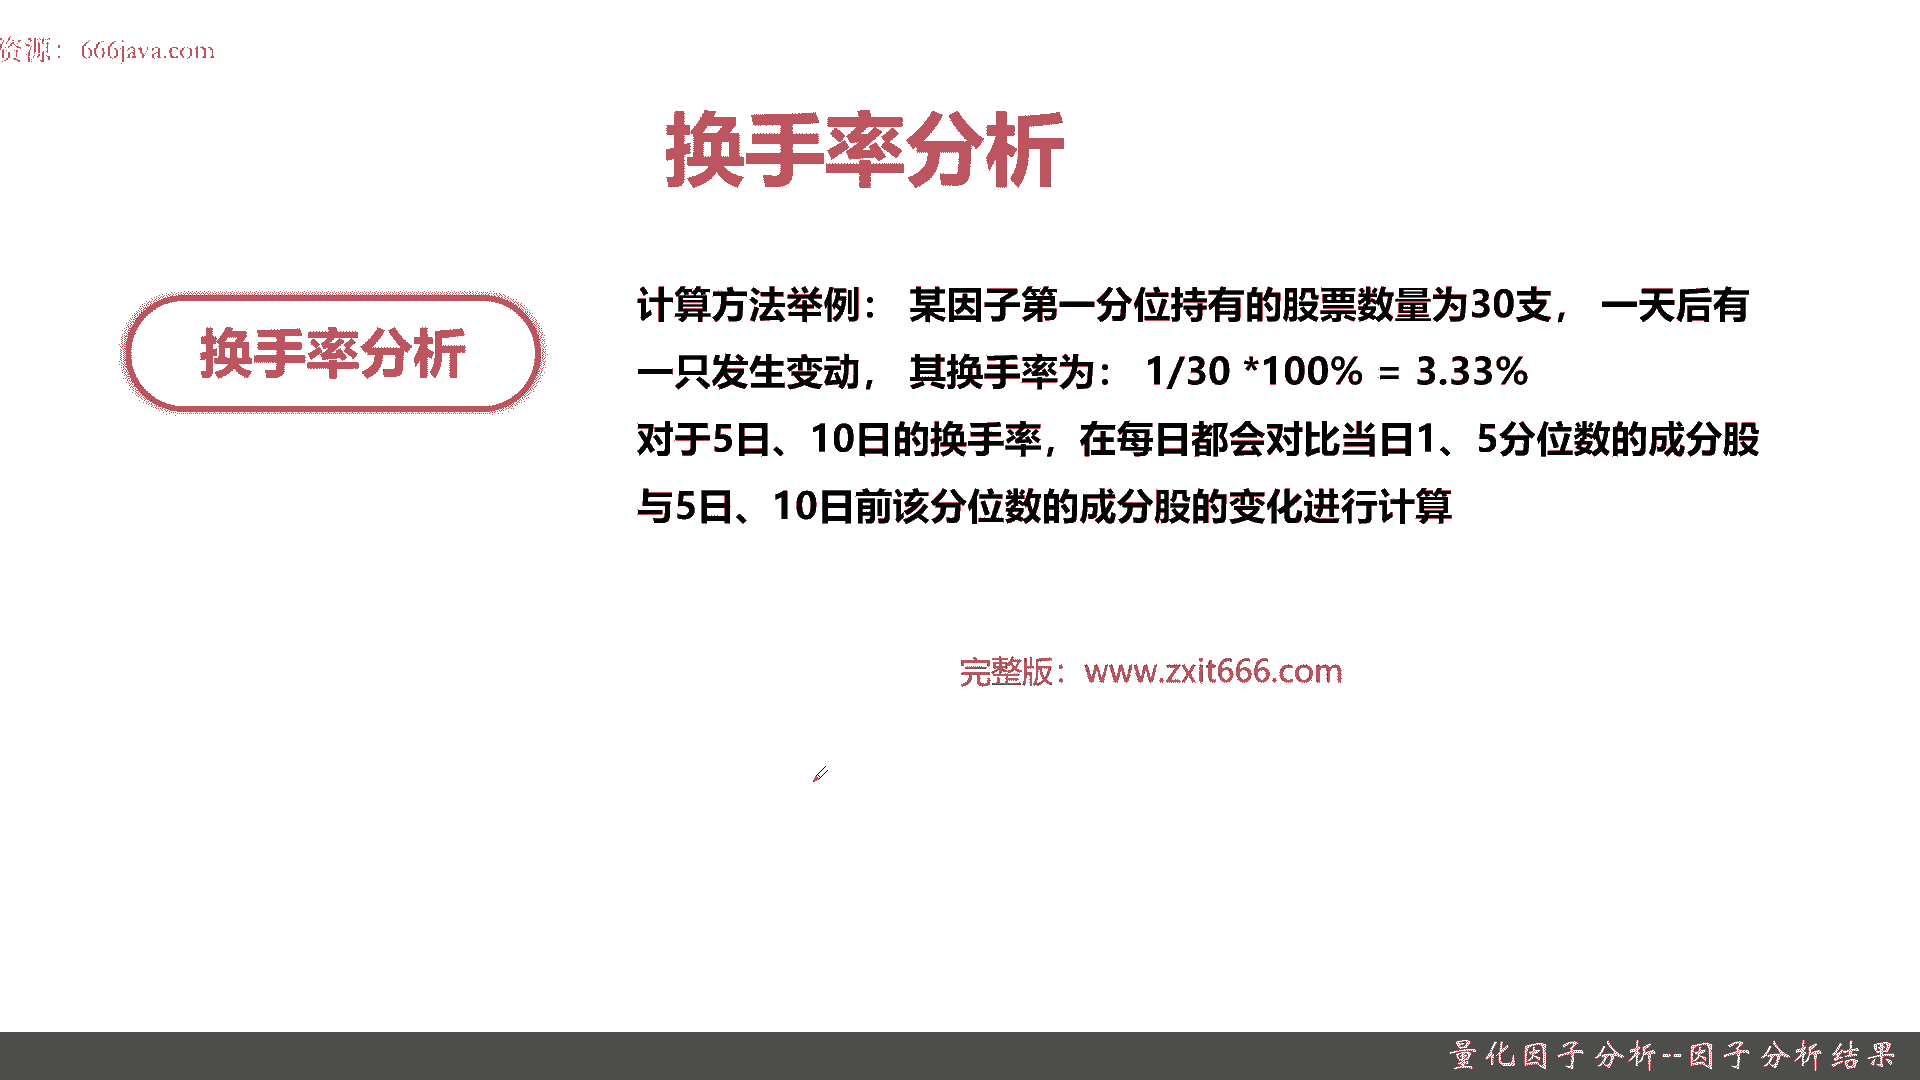 资源：666java.com
换手率分析
换手率分析
计算方法举例： 某因子第一分位持有的股票数量为30支， 一天后有
一只发生变动， 其换手率为： 1/30 *100% = 3.33%
对于5日、10日的换手率，在每日都会对比当日1、5分位数的成分股
与5日、10日前该分位数的成分股的变化进行计算
完整版：www.zxit666.com
量化因子分析--因子分析结果